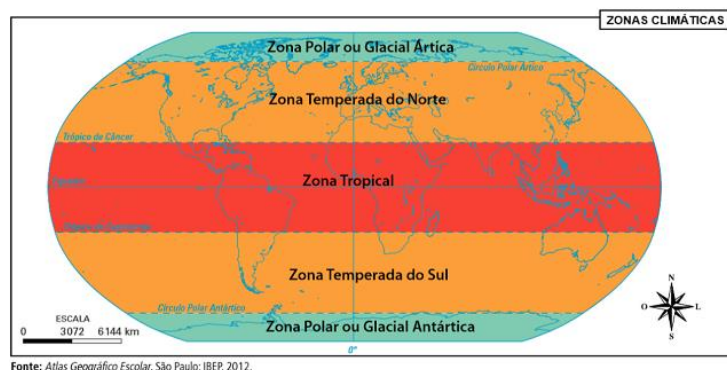 ZONAS CLIMÁTICAS
Zona Polar ou Glacial Ártica
Círculo Polar Ártico
Zona Temperada do Norte
Trópico de Câncer
Zona Tropical
Equador
Trópico de Capricórnio
Zona Temperada do Sul
Círculo Polar Antártico
Zona Polar ou Glacial Antártica
ESCALA
0 3072 6144 km
0°
N
O L
S
Fonte: Atlas Geográfico Escolar. São Paulo: IBEP, 2012.